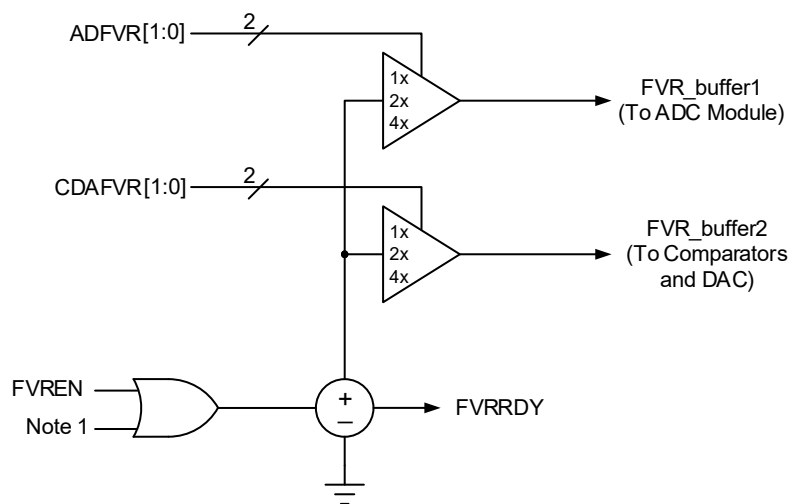 ADFVR[1:0]
2
1x
2x
4x
FVR_buffer1
(To ADC Module)
CDAFVR[1:0]
2
1x
2x
4x
FVR_buffer2
(To Comparators
and DAC)
FVREN
Note 1
+
−
FVRRDY